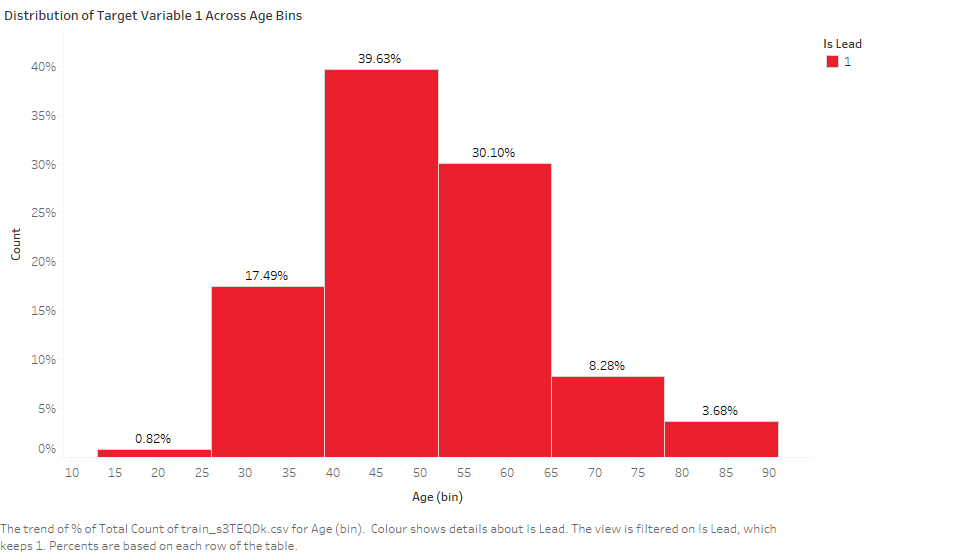 Distribution of Target Variable 1 Across Age Bins
Is Lead
1
39.63%
40%
35%
30.10%
30%
25%
Count
20%
17.49%
15%
10%
8.28%
5%
3.68%
0.82%
0%
10 15 20 25 30 35 40 45 50 55 60 65 70 75 80 85 90
Age (bin)
The trend of % of Total Count of train_s3TEQDk.csv for Age (bin). Colour shows details about Is Lead. The view is filtered on Is Lead, which
keeps 1. Percents are based on each row of the table.